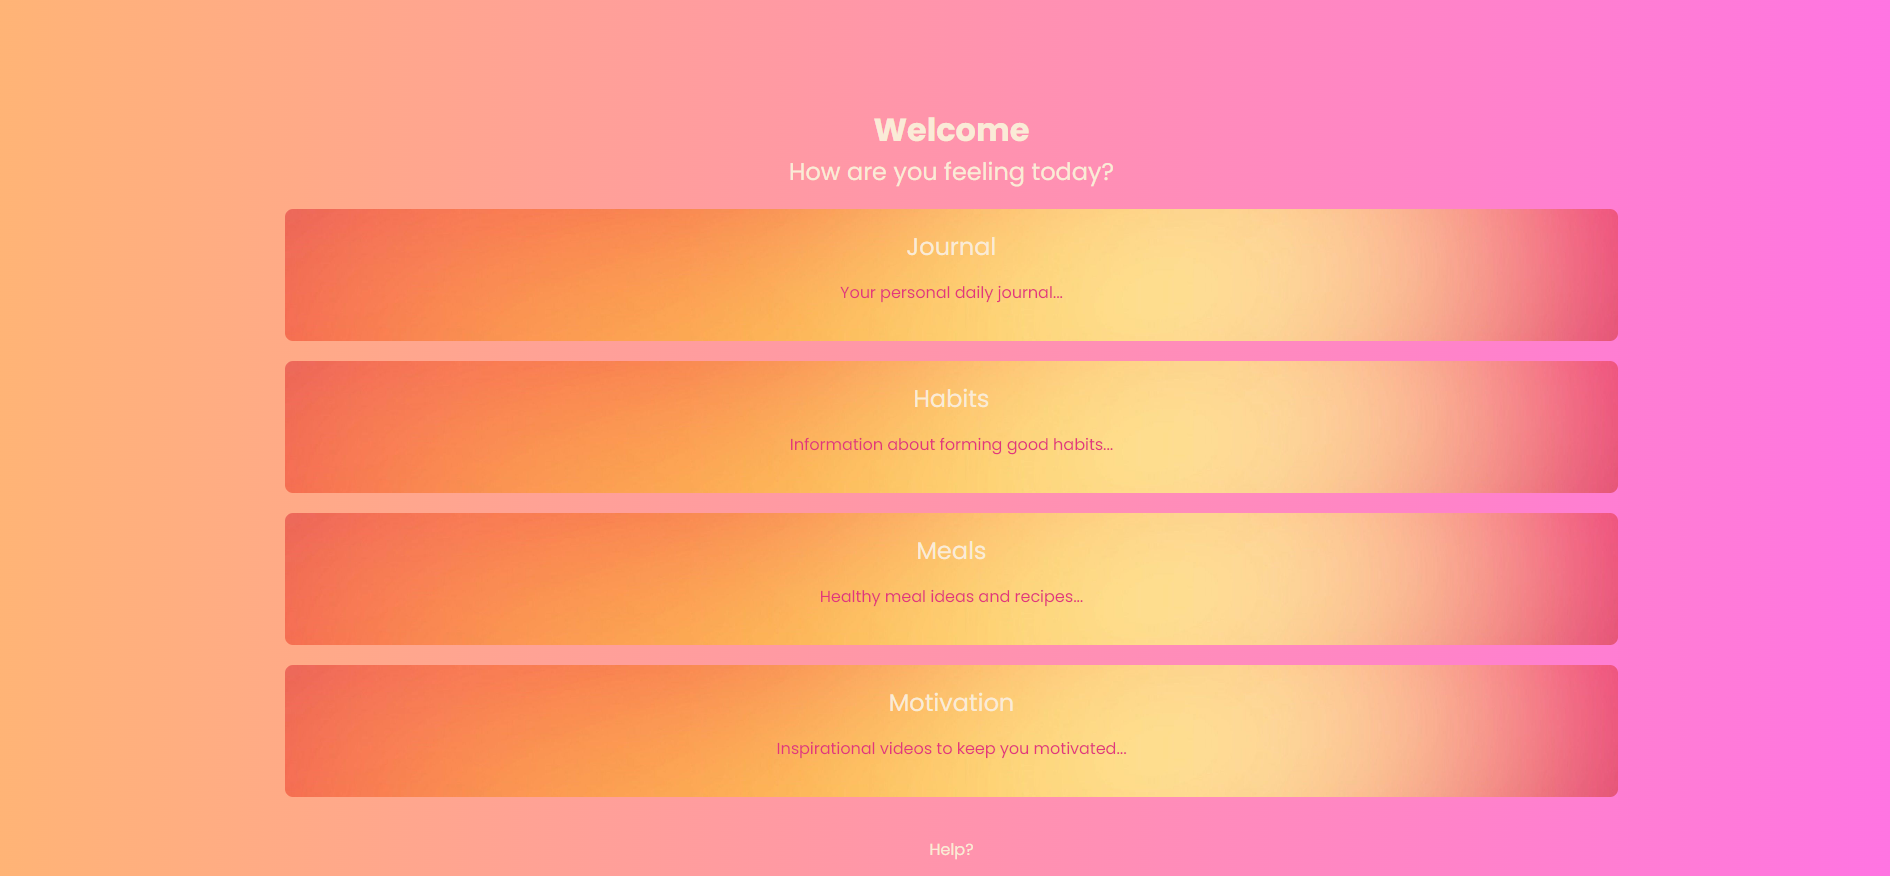 Welcome
How are you feeling today?
Journal
Your personal daily journal...
Habits
Information about forming good habits...
Meals
Healthy meal ideas and recipes...
Motivation
Inspirational videos to keep you motivated...
Help?